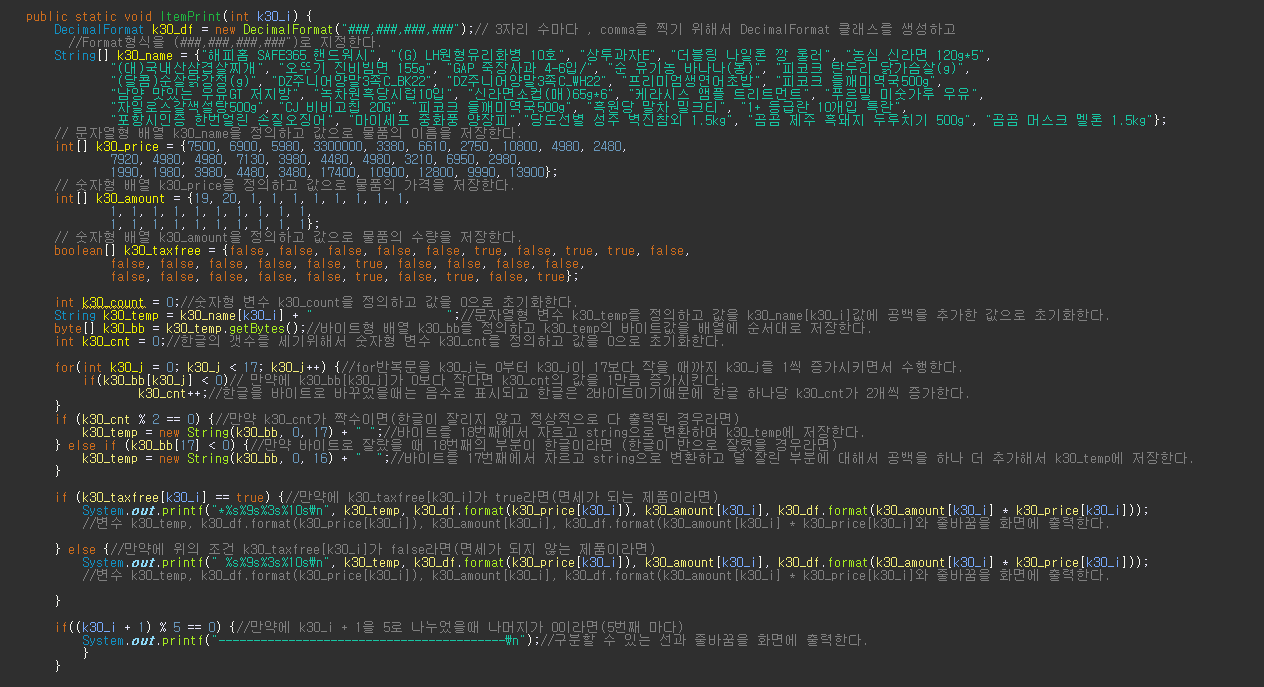 public static void ItemPrint(int k30_i) {
DecimalFormat k30_df = new DecimalFormat("###,###,###,###");// 3자리 수마다 , comma를 찍기 위해서 DecimalFormat 클래스를 생성하고
//Format형식을 (###,###,###,###")로 지정한다.
String[] k30_name = {"해피홈 SAFE365 핸드워시", "(G) LH원형유리화병 10호", "상투과자E", "더블링 나일론 깡 롤러", "농심 신라면 120g*5",
"(대)국내산삼겹살찌개", "오뚜기 진비빔면 155g", "GAP 죽장사과 4-6입/", "순 유기농 바나나(봉)", "피코크 담두리 닭가슴살(g)",
"(달콤)순살닭강정(g)", "DZ주니어양말3족C_BK22", "DZ주니어양말3족C_WH22", "프리미엄생연어초밥", "피코크 들깨미역국500g"
"남양 맛있는우유GT 저지방", "녹차원흑당시럽10입", "신라면소컵(매)65g*6", "케라시스 앰플 트리트먼트", "푸르밀 미숫가루 우유",
"자일로스갈색설탕500g", "CJ 비비고칩 20G", "피코크 들깨미역국500g", "흑원당 말차 밀크티", "1+ 등급란 10개입 특란",
"포항시인증 한번얼린 손질오징어", "마이셰프 중화풍 양장피","당도선별 성주 벽진참외 1.5kg", "곰곰 제주 흑돼지 두루치기 500g", "곰곰 머스크 멜론 1.5kg"};
// 문자열형 배열 k30_name을 정의하고 값으로 물품의 이름을 저장한다.
int[] k30_price = {7500, 6900, 5980, 3300000, 3380, 6610, 2750, 10800, 4980, 2480,
7920, 4980, 4980, 7130, 3980, 4480, 4980, 3210, 6950, 2980,
1990, 1980, 3980, 4480, 3480, 17400, 10900, 12800, 9990, 13900};
// 숫자형 배열 k30_price을 정의하고 값으로 물품의 가격을 저장한다.
int[] k30_amount = {19, 20, 1, 1, 1, 1, 1, 1, 1, 1,
1, 1, 1, 1, 1, 1, 1, 1, 1, 1,
1, 1, 1, 1, 1, 1, 1, 1, 1, 1};
// 숫자형 배열 k30_amount을 정의하고 값으로 물품의 수량을 저장한다.
boolean[] k30_taxfree = {false, false, false, false, false, true, false, true, true, false,
false, false, false, false, false, true, false, false, false, false,
false, false, false, false, false, true, false, true, false, true};
int k30_count = 0;//숫자형 변수 k30_count을 정의하고 값을 0으로 초기화한다.
String k30_temp = k30_name[k30_i] + "                    ";//문자열형 변수 k30_temp를 정의하고 값을 k30_name[k30_i]값에 공백을 추가한 값으로 초기화한다.
byte[] k30_bb = k30_temp.getBytes();//바이트형 배열 k30_bb를 정의하고 k30_temp의 바이트값을 배열에 순서대로 저장한다.
int k30_cnt = 0;//한글의 갯수를 세기위해서 숫자형 변수 k30_cnt를 정의하고 값을 0으로 초기화한다.
for(int k30_j = 0; k30_j < 17; k30_j++) {//for반복문을 k30_j는 0부터 k30_j이 17보다 작을 때까지 k30_j를 1씩 증가시키면서 수행한다.
if(k30_bb[k30_j] < 0)// 만약에 k30_bb[k30_j]가 0보다 작다면 k30_cnt의 값을 1만큼 증가시킨다.
k30_cnt++;//한글을 바이트로 바꾸었을때는 음수로 표시되고 한글은 2바이트이기때문에 한글 하나당 k30_cnt가 2개씩 증가한다.
}
if (k30_cnt % 2 == 0) {//만약 k30_cnt가 짝수이면(한글이 잘리지 않고 정상적으로 다 출력된 경우라면)
k30_temp = new String(k30_bb, 0, 17) + " ";//바이트를 18번째에서 자르고 string으로 변환하여 k30_temp에 저장한다.
} else if (k30_bb[17] < 0) {//만약 바이트로 잘랐을 때 18번째의 부분이 한글이라면 (한글이 반으로 잘렸을 경우라면)
k30_temp = new String(k30_bb, 0, 16) + "  ";//바이트를 17번째에서 자르고 string으로 변환하고 덜 잘린 부분에 대해서 공백을 하나 더 추가해서 k30_temp에 저장한다.
}
if (k30_taxfree[k30_i] == true) {//만약에 k30_taxfree[k30_i]가 true라면(면세가 되는 제품이라면)
System.out.printf("*%s%9s%3s%10s\n", k30_temp, k30_df.format(k30_price[k30_i]), k30_amount[k30_i], k30_df.format(k30_amount[k30_i] * k30_price[k30_i]));
//변수 k30_temp, k30_df.format(k30_price[k30_i]), k30_amount[k30_i], k30_df.format(k30_amount[k30_i] * k30_price[k30_i]와 줄바꿈을 화면에 출력한다.
} else {//만약에 위의 조건 k30_taxfree[k30_i]가 false라면(면세가 되지 않는 제품이라면)
System.out.printf(" %s%9s%3s%10s\n", k30_temp, k30_df.format(k30_price[k30_i]), k30_amount[k30_i], k30_df.format(k30_amount[k30_i] * k30_price[k30_i]));
//변수 k30_temp, k30_df.format(k30_price[k30_i]), k30_amount[k30_i], k30_df.format(k30_amount[k30_i] * k30_price[k30_i]와 줄바꿈을 화면에 출력한다.
}
if((k30_i + 1) % 5 == 0) {//만약에 k30_i + 1을 5로 나누었을때 나머지가 0이라면(5번째 마다)
System.out.printf("-----------------------------------------\n");//구분할 수 있는 선과 줄바꿈을 화면에 출력한다.
}
}